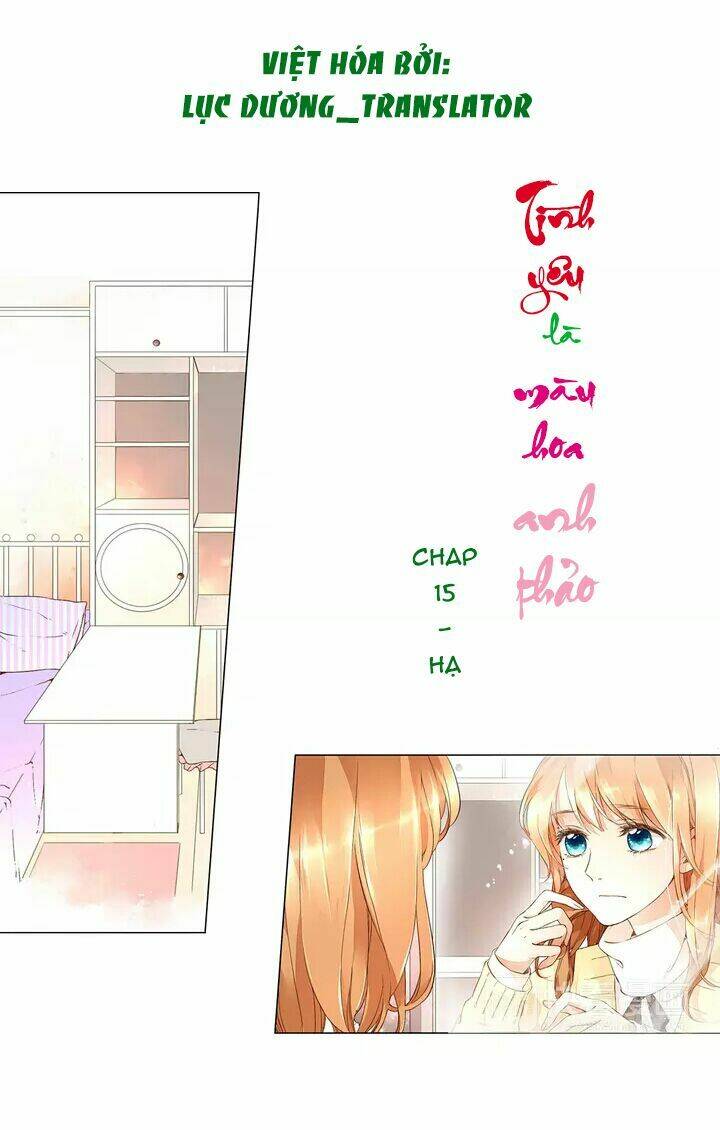 VIỆT HÓA BỞI:
LỤC DƯƠNG_TRANSLATOR
Tình
yêu
là
màu
hoa
anh
thảo
CHAP
15
-
HẠ